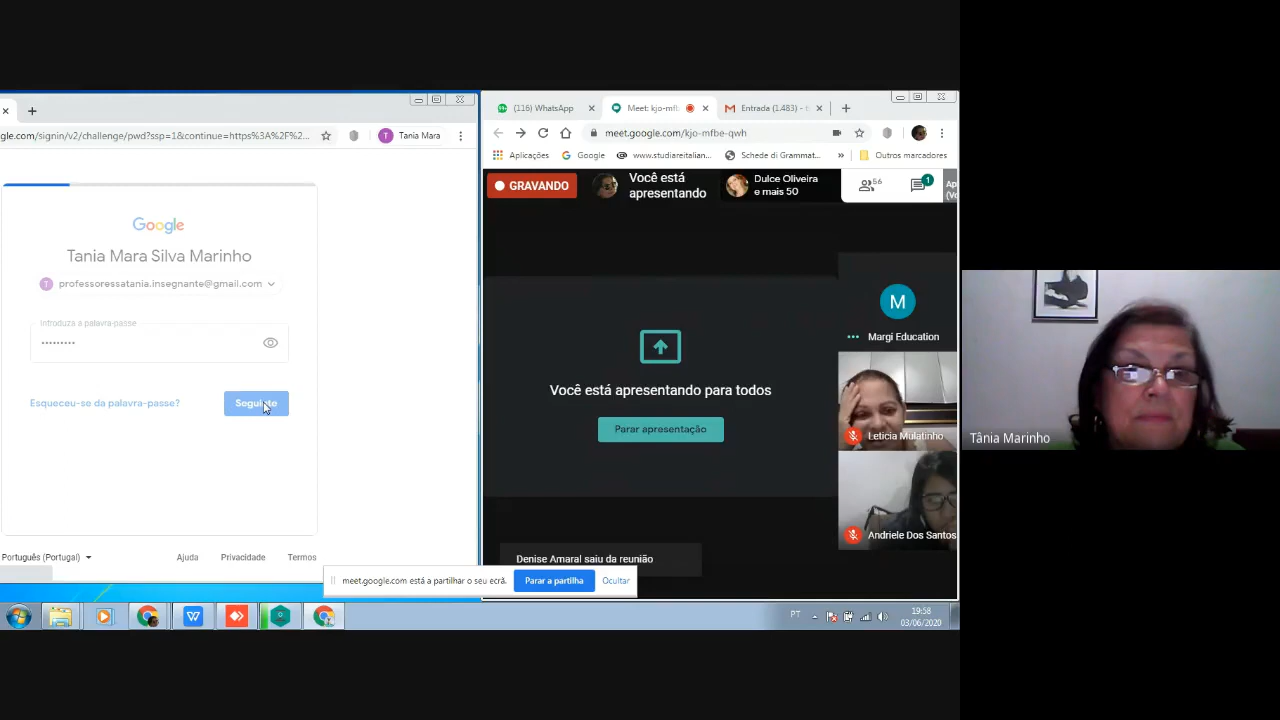 gle.com/signin/v2/challenge/pwd?ssp=1&continue=https%3A%2F%2...
Tania Mara
Google
Tania Mara Silva Marinho
T professoressatania.insegnante@gmail.com
Introduza a palavra-passe
•••••••••
Esqueceu-se da palavra-passe?
Seguinte
Português (Portugal)
Ajuda
Privacidade
Termos
(116) WhatsApp
Meet: kjo-mfb
Entrada (1.483) - t
meet.google.com/kjo-mfbe-qwh
Aplicações
Google
www.studiareitalian...
Schede di Grammat...
»
Outros marcadores
GRAVANDO
Você está
apresentando
Dulce Oliveira
e mais 50
56
1
Ap
(Vo
Você está apresentando para todos
Parar apresentação
M
Margi Education
Leticia Mulatinho
Andriele Dos Santos
Denise Amaral saiu da reunião
meet.google.com está a partilhar o seu ecrã.
Parar a partilha
Ocultar
PT
19:58
03/06/2020
Tânia Marinho